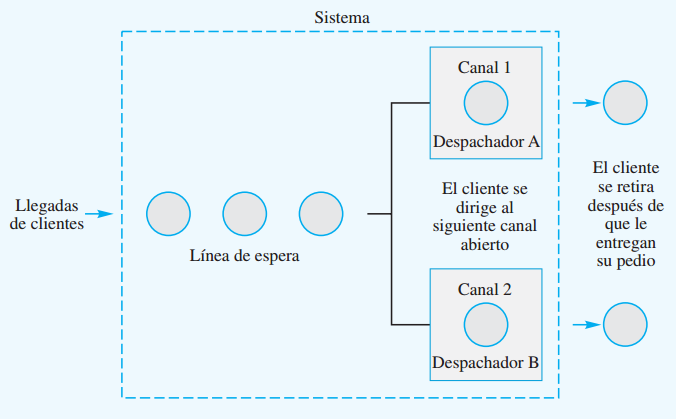 Sistema
Canal 1
Despachador A
Llegadas
de clientes
Línea de espera
El cliente se
dirige al
siguiente canal
abierto
El cliente
se retira
después de
que le
entregan
su pedio
Canal 2
Despachador B